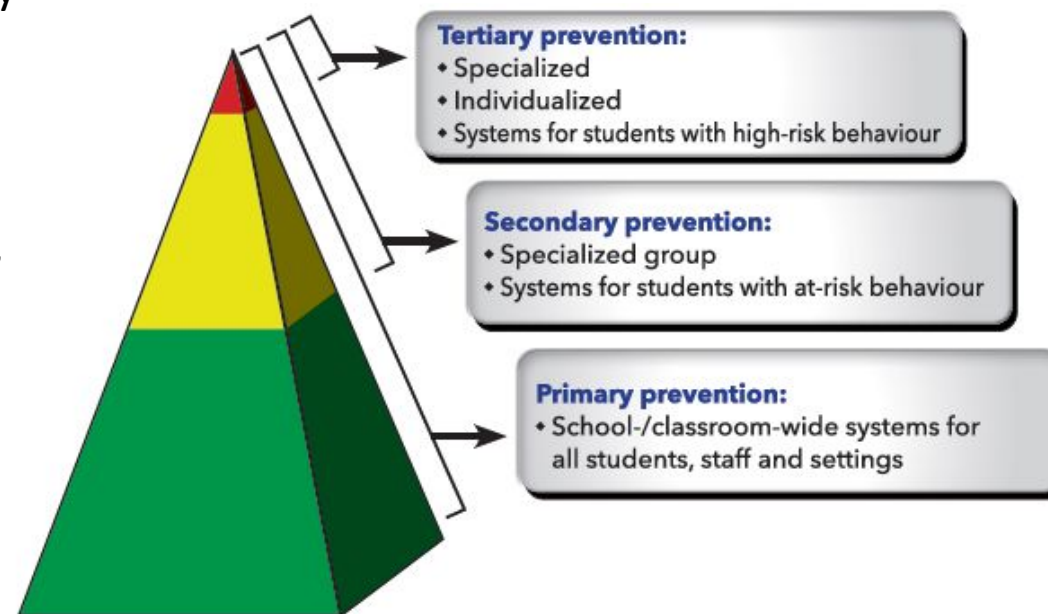 Tertiary prevention:
• Specialized
• Individualized
• Systems for students with high-risk behaviour
Secondary prevention:
• Specialized group
• Systems for students with at-risk behaviour
Primary prevention:
• School-/classroom-wide systems for
all students, staff and settings